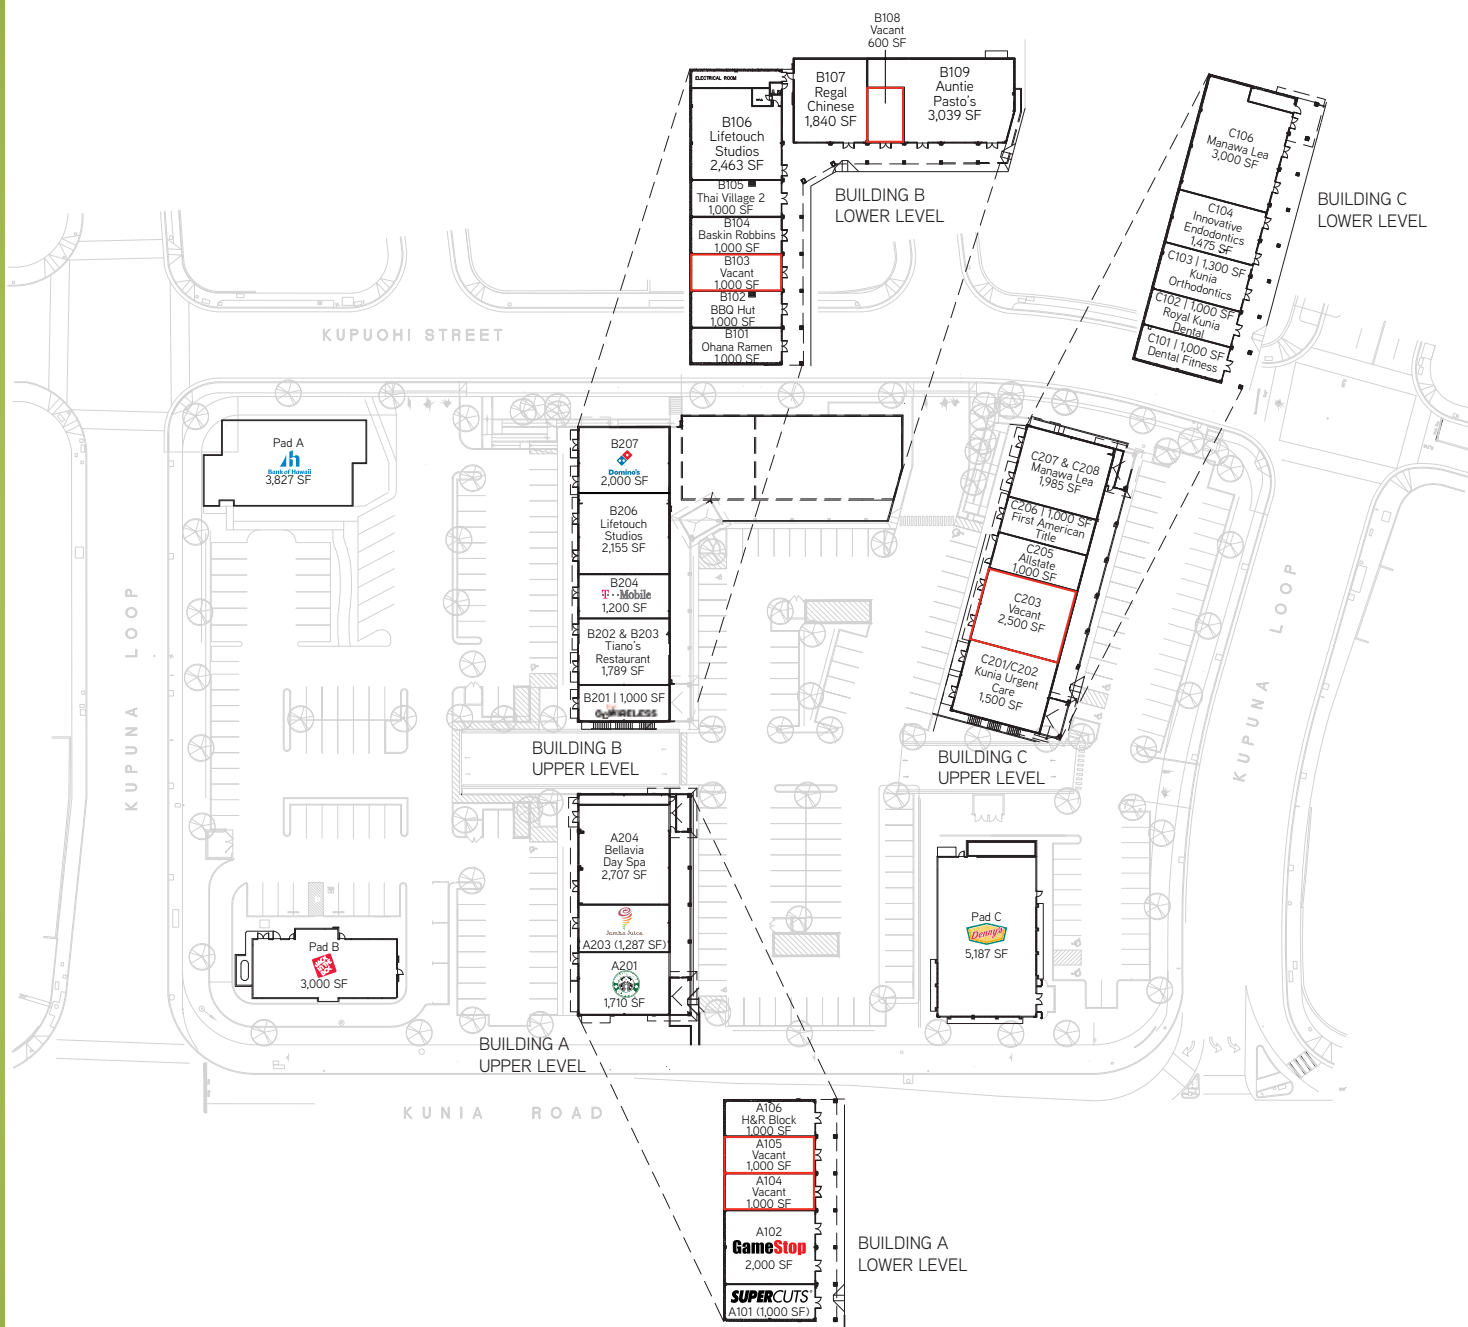 B108
Vacant
600 SF
ELECTRICAL ROOM
B107
Regal
Chinese
1,840 SF
B109
Auntie
Pasto's
3,039 SF
B106
Lifetouch
Studios
2,463 SF
B105
Thai Village 2
1,000 SF
B104
Baskin Robbins
1,000 SF
B103
Vacant
1,000 SF
B102
BBQ Hut
1,000 SF
B101
Ohana Ramen
1,000 SF
BUILDING B
LOWER LEVEL
C106
Manawa Lea
3,000 SF
C104
Innovative
Endodontics
1,475 SF
C103 | 1,300 SF
Kunia
Orthodontics
C102 | 1,000 SF
Royal Kunia
Dental
C101 | 1,000 SF
Dental Fitness
BUILDING C
LOWER LEVEL
KUPUOHI STREET
Pad A
Bank of Hawaii
3,827 SF
B207
Domino's
2,000 SF
B206
Lifetouch
Studios
2,155 SF
B204
T-Mobile
1,200 SF
B202 & B203
Tiano's
Restaurant
1,789 SF
B201 | 1,000 SF
WIRELESS
BUILDING B
UPPER LEVEL
C207 & C208
Manawa Lea
1,985 SF
C206 | 1,000 SF
First American
Title
C205
Allstate
1,000 SF
C203
Vacant
2,500 SF
C201/C202
Kunia Urgent
Care
1,500 SF
BUILDING C
UPPER LEVEL
KUPUNA LOOP
KUPUNA LOOP
A204
Bellavia
Day Spa
2,707 SF
Jamba Juice
A203 (1,287 SF)
A201
1,710 SF
BUILDING A
UPPER LEVEL
Pad B
3,000 SF
Pad C
Denny's
5,187 SF
KUNIA ROAD
A106
H&R Block
1,000 SF
A105
Vacant
1,000 SF
A104
Vacant
1,000 SF
A102
GameStop
2,000 SF
SUPERCUTS
A101 (1,000 SF)
BUILDING A
LOWER LEVEL